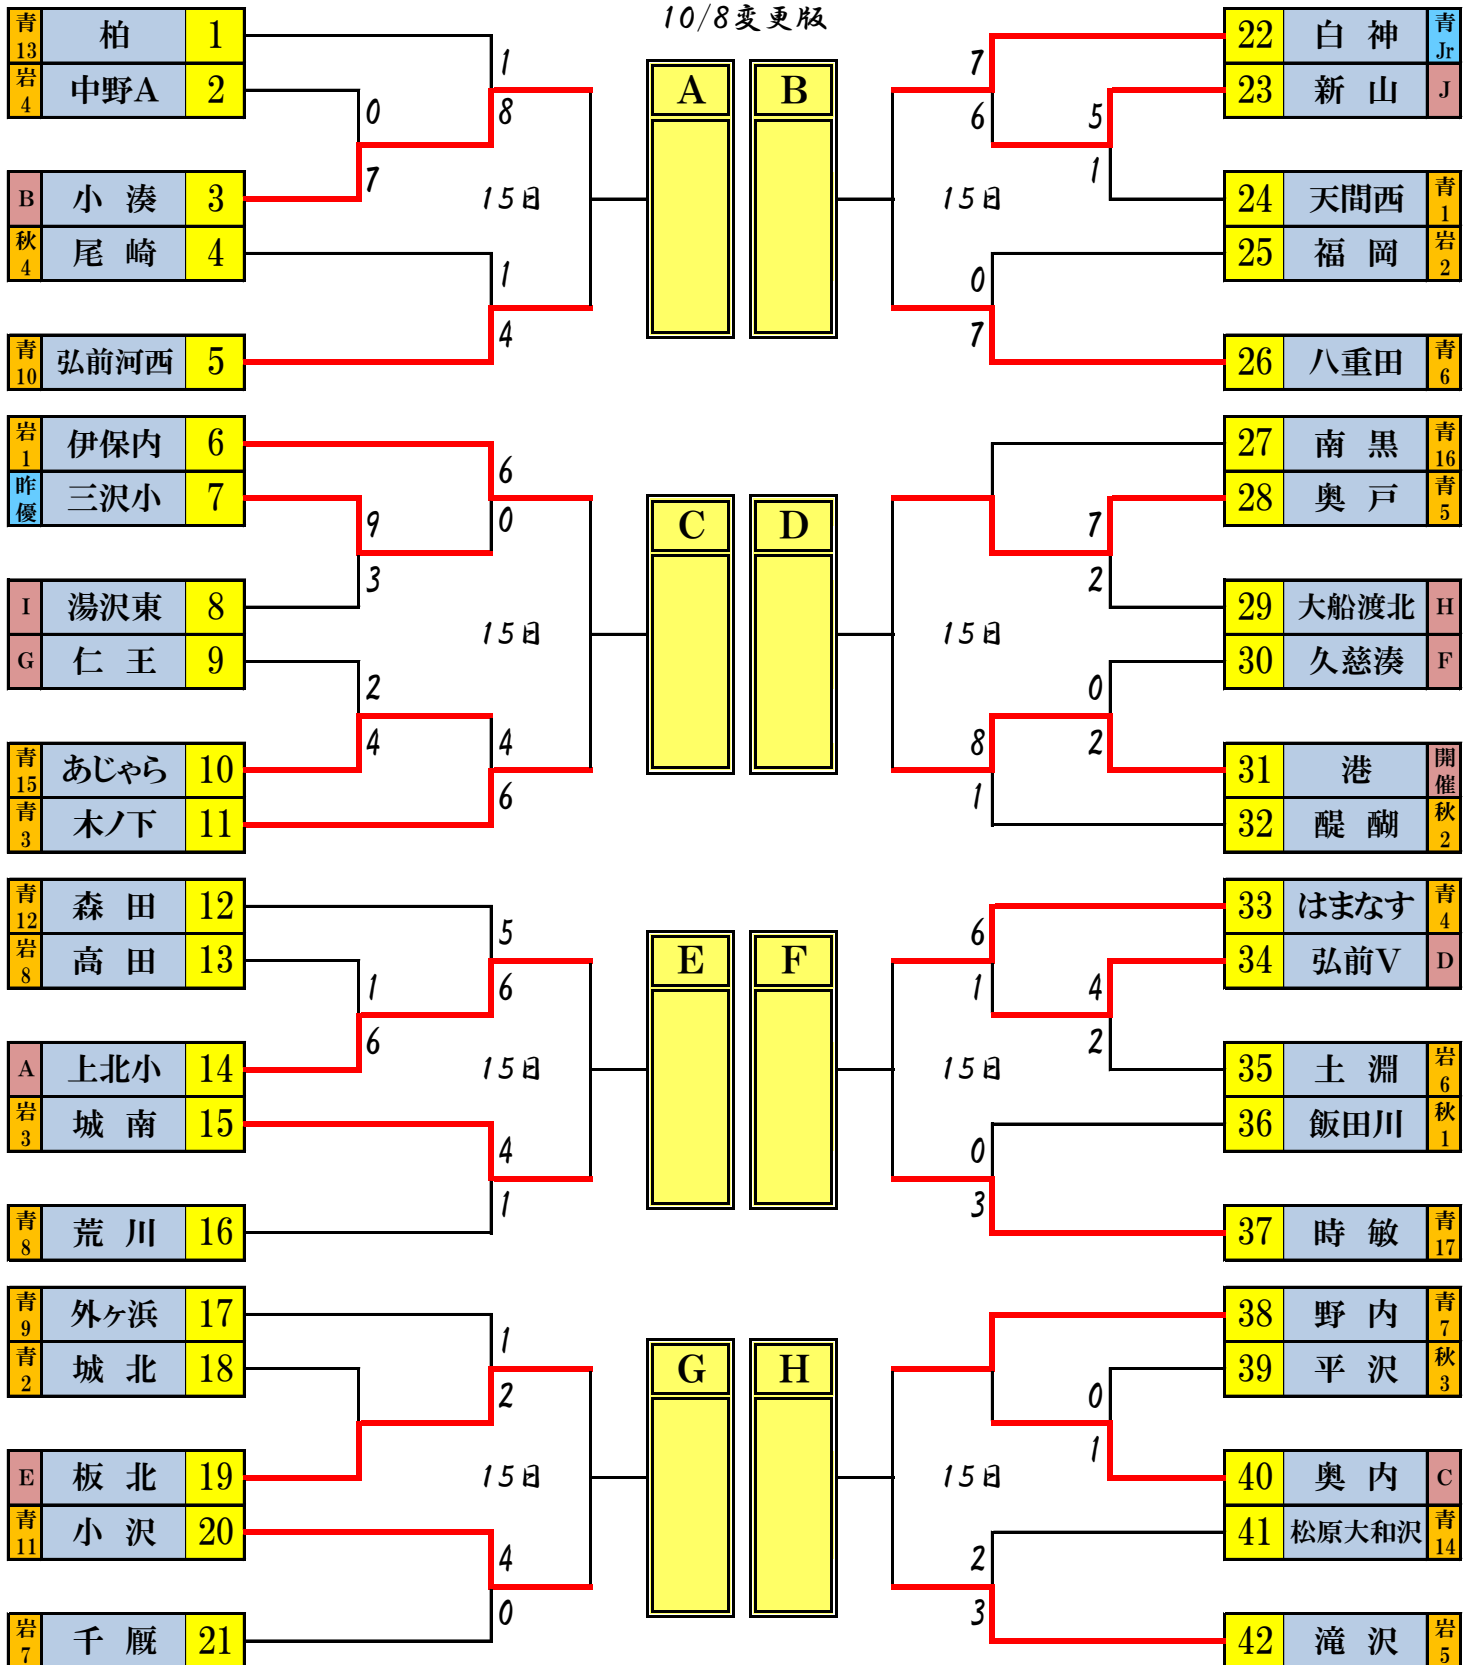 10/8変更版
青13 柏 1
岩4 中野A 2
B 小湊 3
秋4 尾崎 4
青10 弘前河西 5
1
8
0
7
15日
1
4
A
岩1 伊保内 6
昨優 三沢小 7
I 湯沢東 8
G 仁王 9
青15 あじゃら 10
青3 木ノ下 11
6
0
9
3
15日
2
4
4
6
C
青12 森田 12
岩8 高田 13
A 上北小 14
岩3 城南 15
青8 荒川 16
5
6
1
6
15日
4
1
E
青9 外ヶ浜 17
青2 城北 18
E 板北 19
青11 小沢 20
岩7 千厩 21
1
2
15日
4
0
G
B
22 白神 青Jr
23 新山 J
24 天間西 青1
25 福岡 岩2
26 八重田 青6
7
6
5
1
15日
0
7
D
27 南黒 青16
28 奥戸 青5
29 大船渡北 H
30 久慈湊 F
31 港 開催
32 醍醐 秋2
7
2
15日
0
2
8
1
F
33 はまなす 青4
34 弘前V D
35 土淵 岩6
36 飯田川 秋1
37 時敏 青17
6
1
4
2
15日
0
3
H
38 野内 青7
39 平沢 秋3
40 奥内 C
41 松原大和沢 青14
42 滝沢 岩5
0
1
15日
2
3